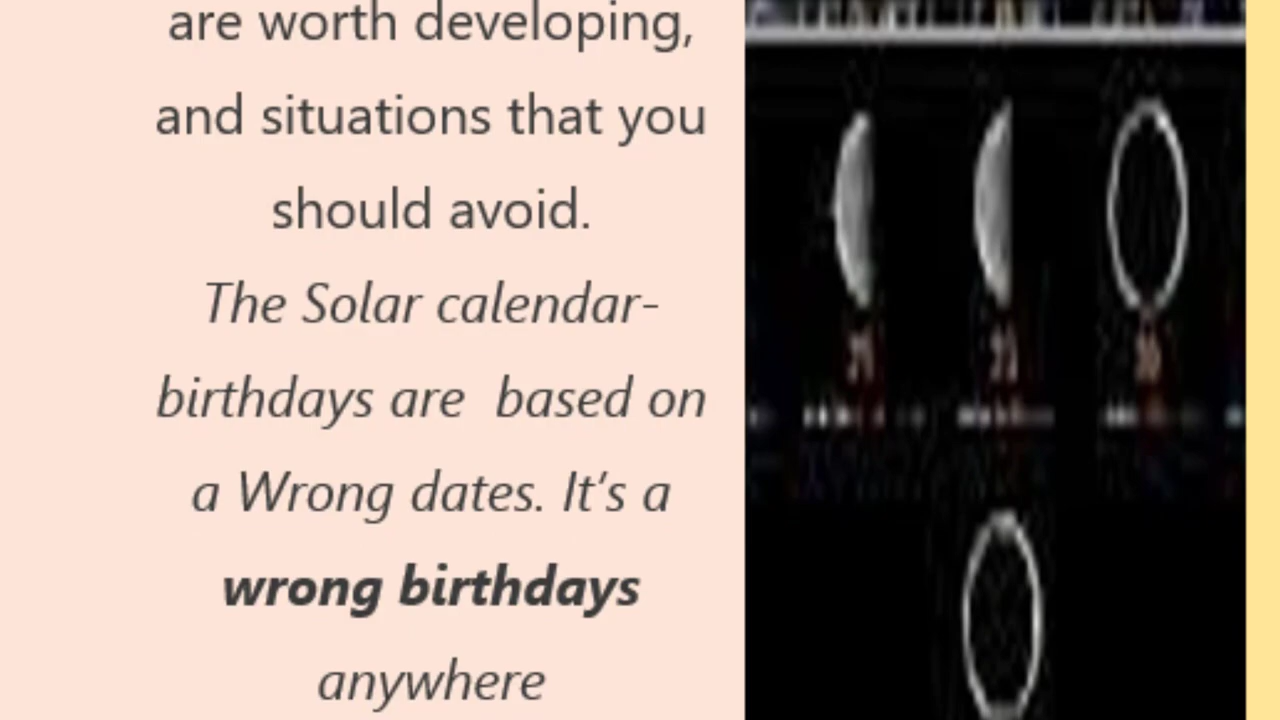 are worth developing,
and situations that you
should avoid.
The Solar calendar-
birthdays are  based on
a Wrong dates. It's a
wrong birthdays
anywhere